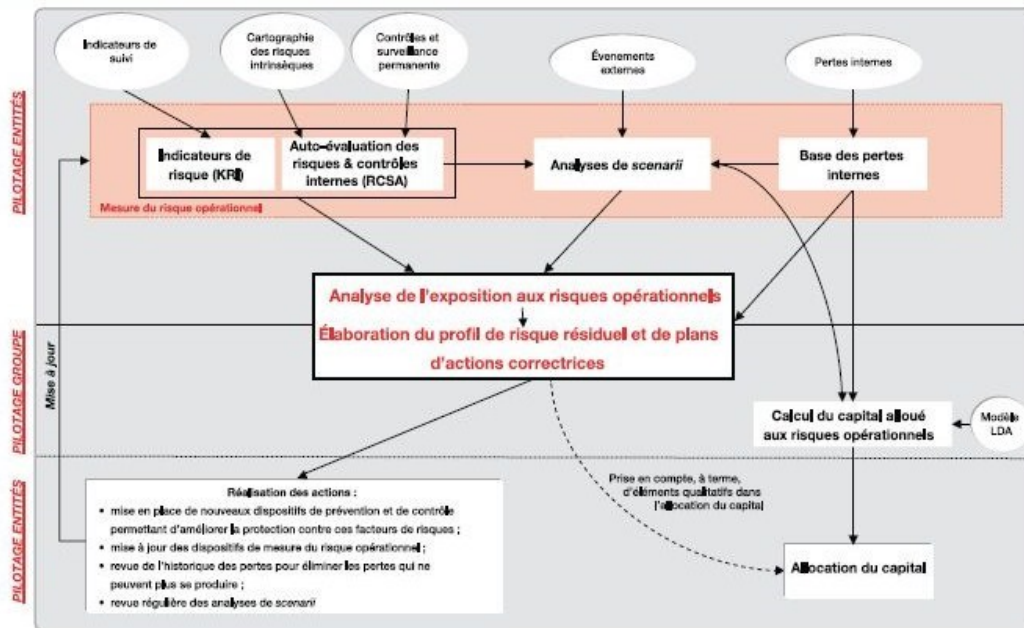 Indicateurs de
suivi
Cartographie
des risques
intrinsèques
Contrôles et
surveillance
permanente
Évenements
externes
Pertes internes
PILOTAGE ENTITÉS
Indicateurs de
risque (KRI)
Auto-évaluation des
risques & contrôles
internes (RCSA)
Analyses de scenarii
Base des pertes
internes
Mesure du risque opérationnel
Analyse de l'exposition aux risques opérationnels
Élaboration du profil de risque résiduel et de plans
d'actions correctrices
PILOTAGE GROUPE
Mise à jour
Calcul du capital alloué
aux risques opérationnels
Modèle
LDA
PILOTAGE ENTITÉS
Réalisation des actions :
• mise en place de nouveaux dispositifs de prévention et de contrôle
permettant d'améliorer la protection contre ces facteurs de risques ;
• mise à jour des dispositifs de mesure du risque opérationnel ;
• revue de l'historique des pertes pour éliminer les pertes qui ne
peuvent plus se produire ;
• revue régulière des analyses de scenarii
Prise en compte, à terme,
d'éléments qualitatifs dans
l'allocation du capital
Allocation du capital